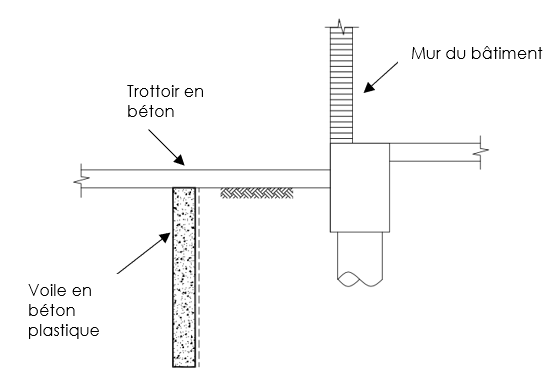 Mur du bâtiment
Trottoir en
béton
Voile en
béton
plastique